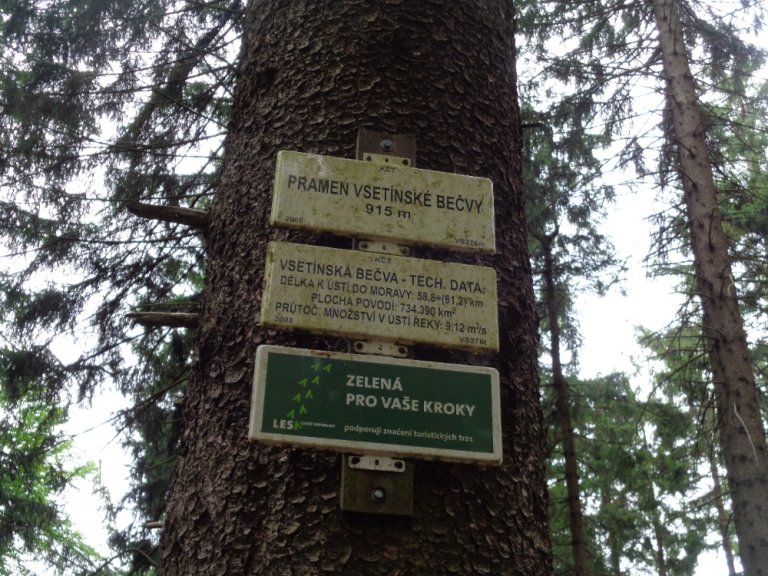 KČT
PRAMEN VSETÍNSKÉ BEČVY
915 m
2008 VS276m
KČT
VSETÍNSKÁ BEČVA - TECH. DATA:
DÉLKA K ÚSTÍ DO MORAVY: 58,8+(61,2) km
PLOCHA POVODÍ: 734.390 km²
PRŮTOČ. MNOŽSTVÍ V ÚSTÍ ŘEKY: 9,12 m³/s
2008 VS276t
ZELENÁ
PRO VAŠE KROKY
LESY ČESKÉ REPUBLIKY
podporují značení turistických tras